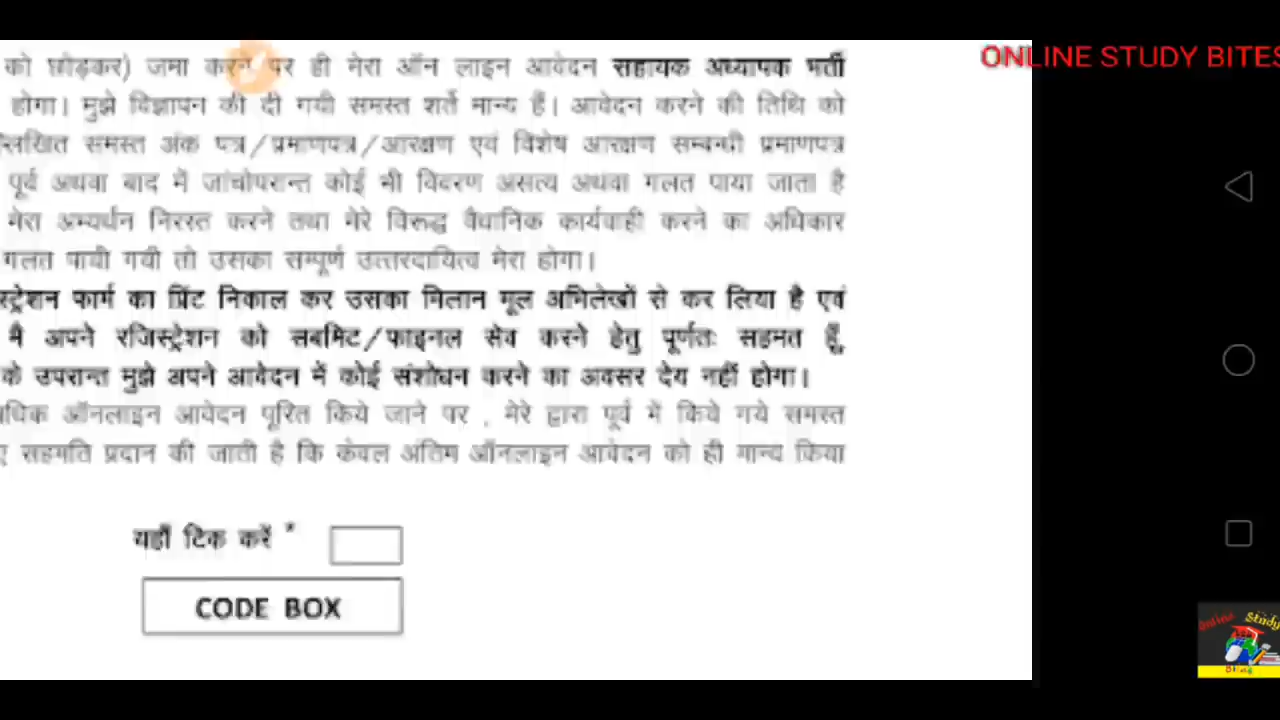 को छोड़कर) जमा करने पर ही मेरा ऑन लाइन आवेदन सहायक अध्यापक भर्ती
होगा। मुझे विज्ञापन की दी गयी समस्त शर्ते मान्य हैं। आवेदन करने की तिथि को
समस्त अंक पत्र/प्रमाणपत्र/आरक्षण एवं विशेष आरक्षण सम्बन्धी प्रमाणपत्र
पूर्व अथवा बाद में जांचोपरान्त कोई भी विवरण असत्य अथवा गलत पाया जाता है
मेरा अभ्यर्थन निरस्त करने तथा मेरे विरूद्ध वैधानिक कार्यवाही करने का अधिकार
गलत पायी गयी तो उसका सम्पूर्ण उत्तरदायित्व मेरा होगा।
फार्म का प्रिंट निकाल कर उसका मिलान मूल अभिलेखों से कर लिया है एवं
मै अपने रजिस्ट्रेशन को सबमिट/फाइनल सेव करने हेतु पूर्णतः सहमत हूँ,
के उपरान्त मुझे अपने आवेदन में कोई संशोधन करने का अवसर देय नहीं होगा।
ऑनलाइन आवेदन पूरित किये जाने पर , मेरे द्वारा पूर्व में किये गये समस्त
सहमति प्रदान की जाती है कि केवल अंतिम ऑनलाइन आवेदन को ही मान्य किया
यहाँ टिक करें *
CODE BOX
ONLINE STUDY BITES
Online Study
Bites